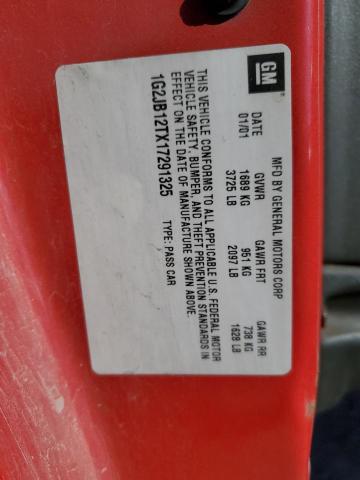 GM
MFD BY GENERAL MOTORS CORP
DATE GVWR GAWR FRT GAWR RR
01/01 1689 KG 951 KG 738 KG
3725 LB 2097 LB 1628 LB
THIS VEHICLE CONFORMS TO ALL APPLICABLE U.S. FEDERAL MOTOR
VEHICLE SAFETY, BUMPER, AND THEFT PREVENTION STANDARDS IN
EFFECT ON THE DATE OF MANUFACTURE SHOWN ABOVE.
1G2JB12TX17291325 TYPE: PASS CAR